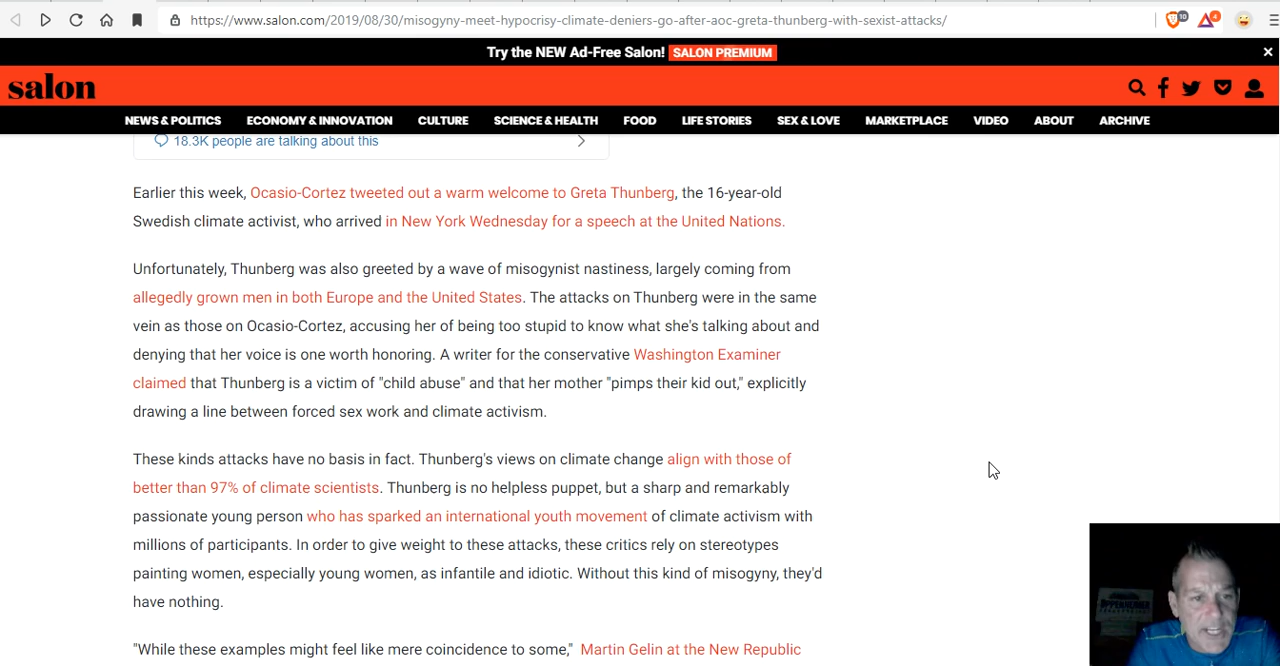 https://www.salon.com/2019/08/30/misogyny-meet-hypocrisy-climate-deniers-go-after-aoc-greta-thunberg-with-sexist-attacks/
10
4
Try the NEW Ad-Free Salon! SALON PREMIUM
salon
NEWS & POLITICS ECONOMY & INNOVATION CULTURE SCIENCE & HEALTH FOOD LIFE STORIES SEX & LOVE MARKETPLACE VIDEO ABOUT ARCHIVE
18.3K people are talking about this
Earlier this week, Ocasio-Cortez tweeted out a warm welcome to Greta Thunberg, the 16-year-old
Swedish climate activist, who arrived in New York Wednesday for a speech at the United Nations.
Unfortunately, Thunberg was also greeted by a wave of misogynist nastiness, largely coming from
allegedly grown men in both Europe and the United States. The attacks on Thunberg were in the same
vein as those on Ocasio-Cortez, accusing her of being too stupid to know what she's talking about and
denying that her voice is one worth honoring. A writer for the conservative Washington Examiner
claimed that Thunberg is a victim of "child abuse" and that her mother "pimps their kid out," explicitly
drawing a line between forced sex work and climate activism.
These kinds attacks have no basis in fact. Thunberg's views on climate change align with those of
better than 97% of climate scientists. Thunberg is no helpless puppet, but a sharp and remarkably
passionate young person who has sparked an international youth movement of climate activism with
millions of participants. In order to give weight to these attacks, these critics rely on stereotypes
painting women, especially young women, as infantile and idiotic. Without this kind of misogyny, they'd
have nothing.
"While these examples might feel like mere coincidence to some," Martin Gelin at the New Republic